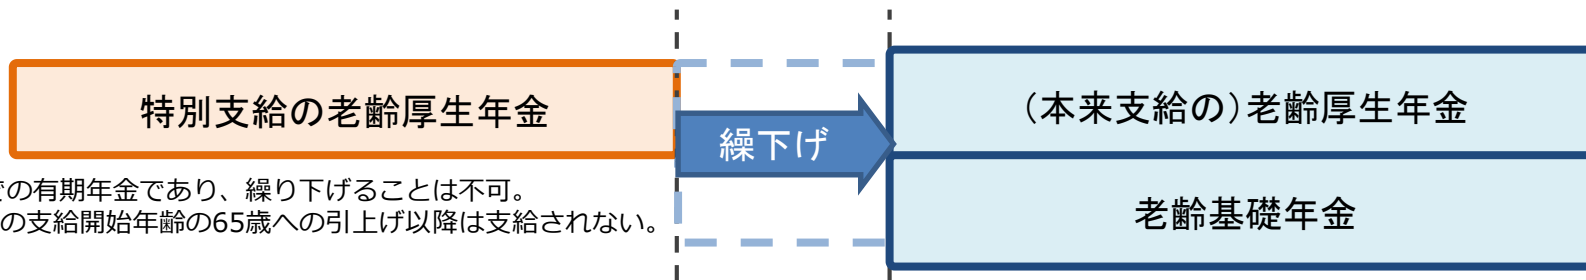 特別支給の老齢厚生年金
繰下げ
（本来支給の）老齢厚生年金
老齢基礎年金
の有期年金であり、繰り下げることは不可。
の支給開始年齢の65歳への引上げ以降は支給されない。